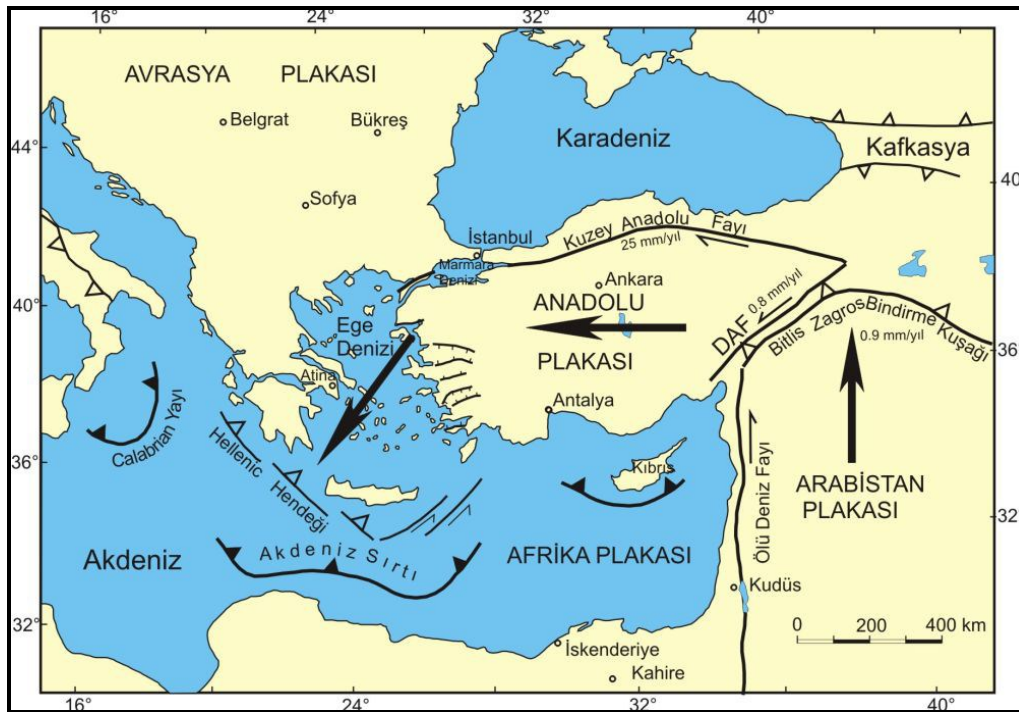 16°
24°
32°
40°
AVRASYA PLAKASI
Belgrat
Bükreş
Karadeniz
Kafkasya
44°
40
Sofya
İstanbul
Kuzey Anadolu Fayı
25 mm/yıl
Marmara
Denizi
Ankara
40°
ANADOLU
PLAKASI
Ege
Denizi
DAF
0.8 mm/yıl
Bitlis Zagros Bindirme Kuşağı
0.9 mm/yıl
36
Atina
Antalya
Calabrian Yayı
36°
Hellenic Hendeği
Kıbrıs
Ölü Deniz Fayı
ARABİSTAN
PLAKASI
32°
Akdeniz
Akdeniz Sırtı
AFRİKA PLAKASI
Kudüs
32°
0 200 400 km
İskenderiye
Kahire
16°
24°
32°
40°